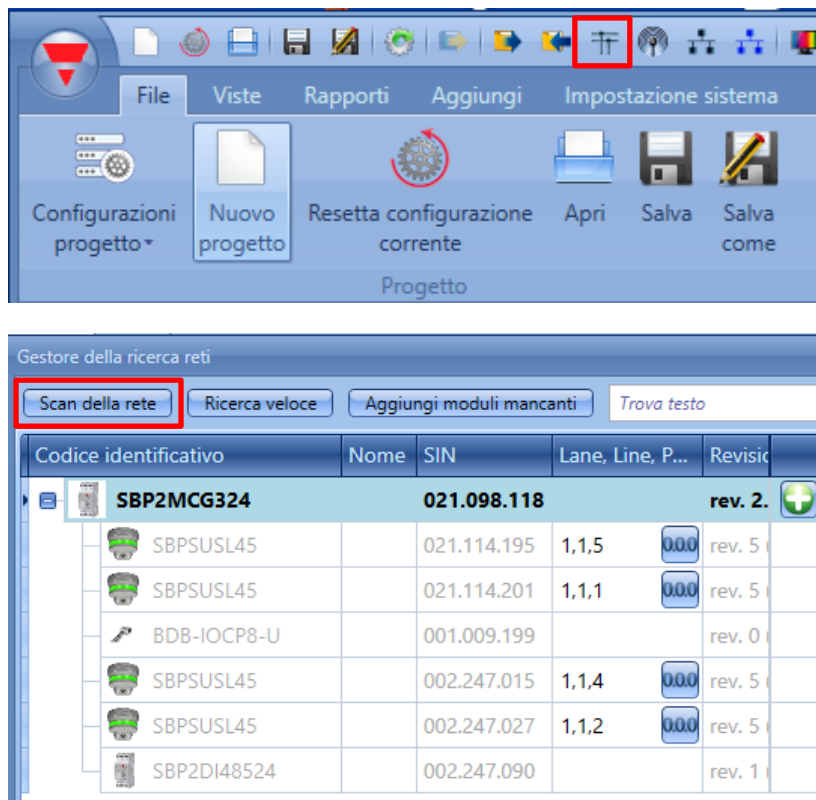 File Viste Rapporti Aggiungi Impostazione sistema
Configurazioni progetto
Nuovo progetto
Resetta configurazione corrente
Apri
Salva
Salva come
Progetto
Gestore della ricerca reti
Scan della rete Ricerca veloce Aggiungi moduli mancanti Trova testo
Codice identificativo Nome SIN Lane, Line, P... Revisic
SBP2MCG324 021.098.118 rev. 2.
SBPSUSL45 021.114.195 1,1,5 0.0.0 rev. 5
SBPSUSL45 021.114.201 1,1,1 0.0.0 rev. 5
BDB-IOCP8-U 001.009.199 rev. 0
SBPSUSL45 002.247.015 1,1,4 0.0.0 rev. 5
SBPSUSL45 002.247.027 1,1,2 0.0.0 rev. 5
SBP2DI48524 002.247.090 rev. 1